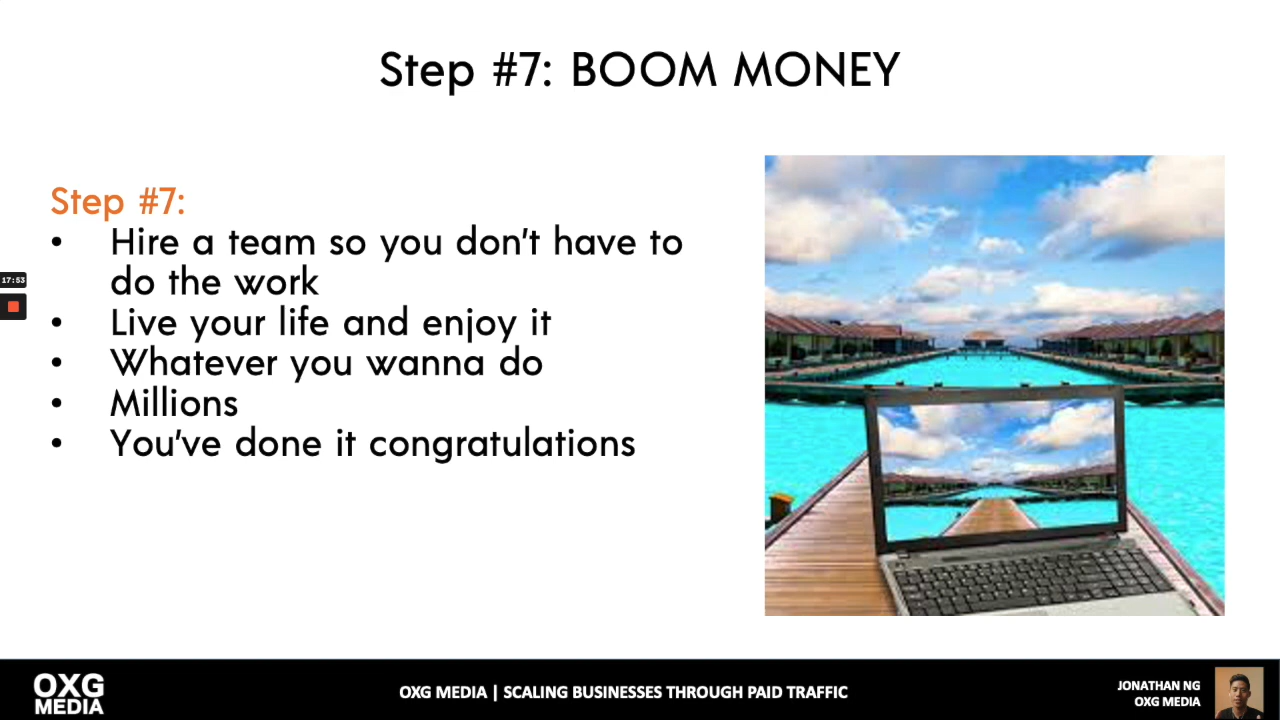 Step #7: BOOM MONEY
Step #7:
• Hire a team so you don't have to
do the work
• Live your life and enjoy it
• Whatever you wanna do
• Millions
• You've done it congratulations
17:53
OXG
MEDIA
OXG MEDIA | SCALING BUSINESSES THROUGH PAID TRAFFIC
JONATHAN NG
OXG MEDIA